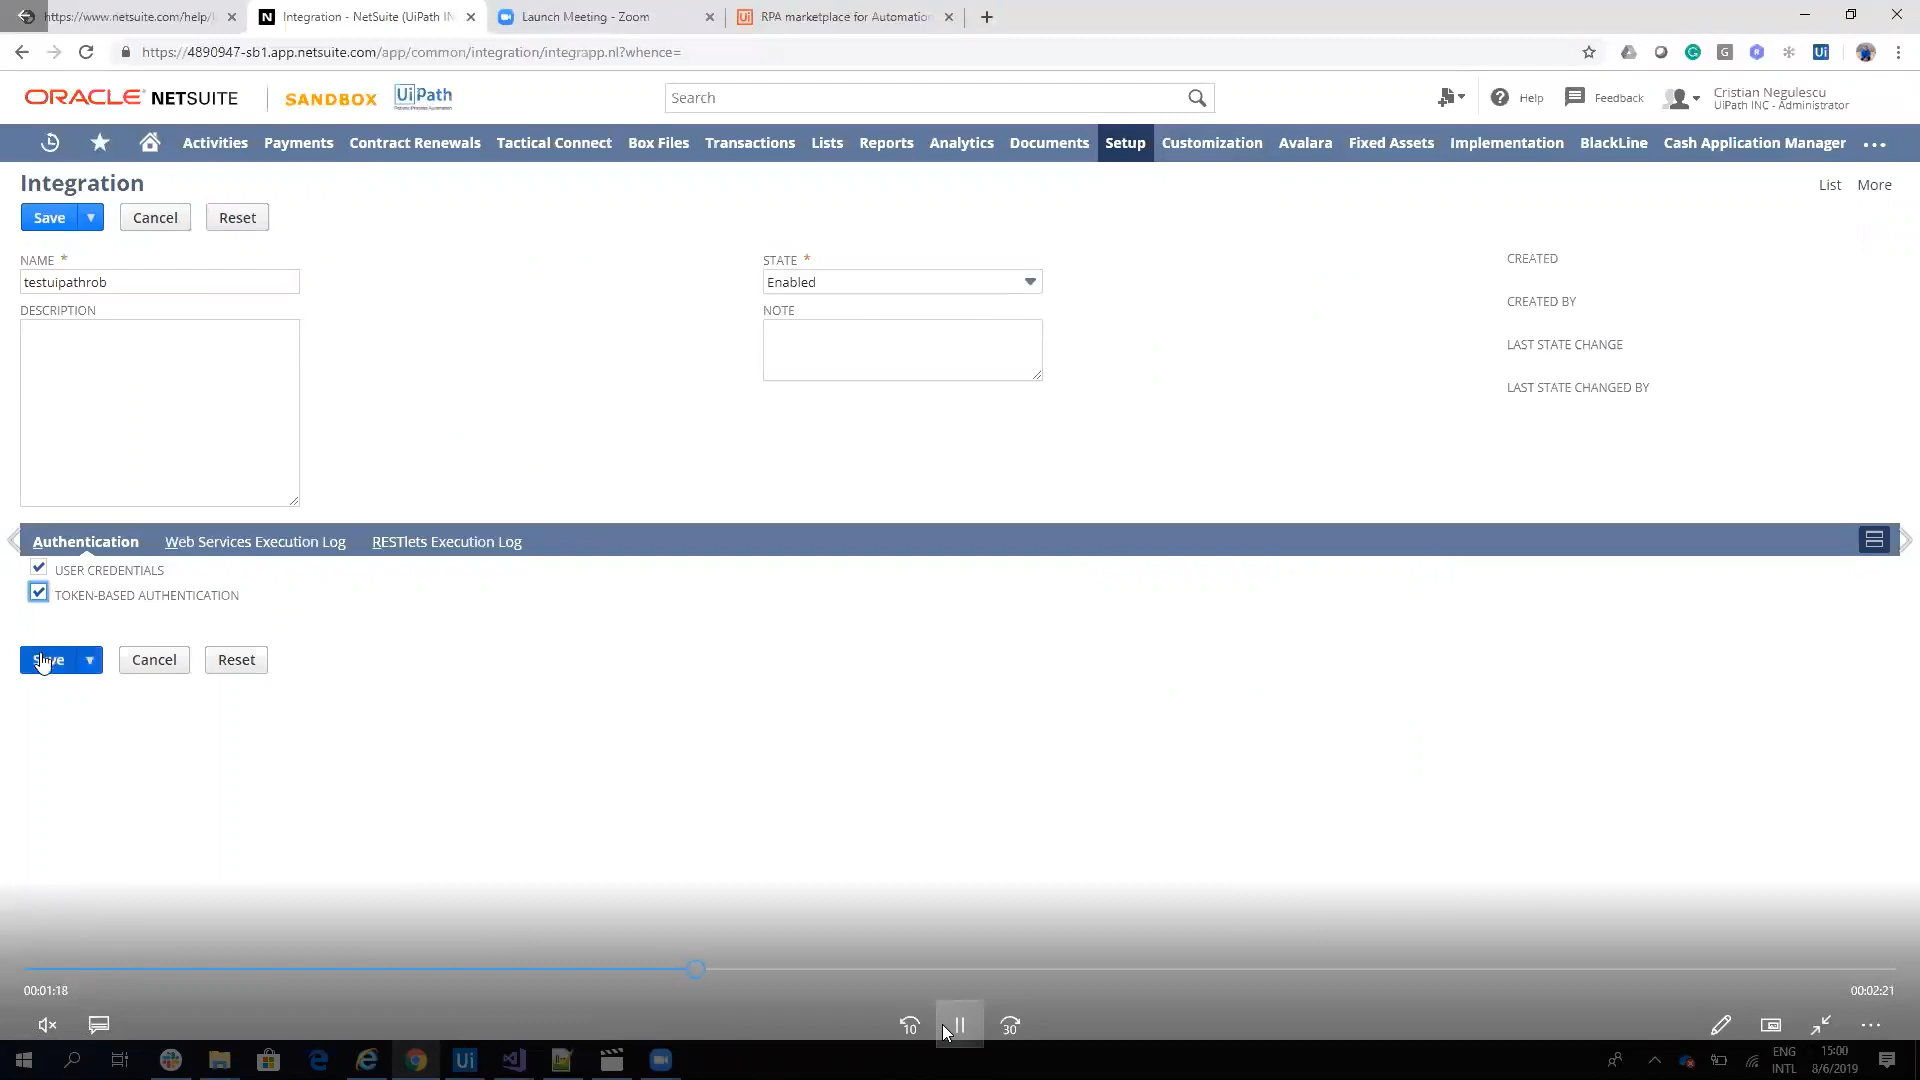 https://www.netsuite.com/help/
Integration - NetSuite (UiPath IN
Launch Meeting - Zoom
RPA marketplace for Automation
https://4890947-sb1.app.netsuite.com/app/common/integration/integrapp.nl?whence=
ORACLE NETSUITE
SANDBOX
UiPath
Search
Help
Feedback
Cristian Negulescu
UiPath INC - Administrator
Activities
Payments
Contract Renewals
Tactical Connect
Box Files
Transactions
Lists
Reports
Analytics
Documents
Setup
Customization
Avalara
Fixed Assets
Implementation
BlackLine
Cash Application Manager
Integration
List
More
Save
Cancel
Reset
NAME *
testuipathrob
DESCRIPTION
STATE *
Enabled
NOTE
CREATED
CREATED BY
LAST STATE CHANGE
LAST STATE CHANGED BY
Authentication
Web Services Execution Log
RESTlets Execution Log
USER CREDENTIALS
TOKEN-BASED AUTHENTICATION
Save
Cancel
Reset
00:01:18
00:02:21
10
30
ENG
INTL
15:00
8/6/2019